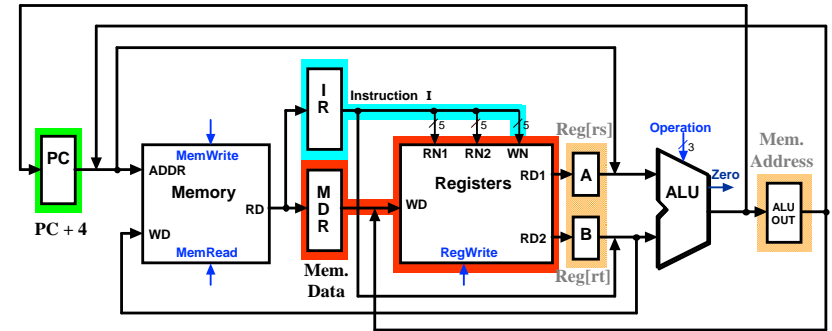 I
R
Instruction I
5
5
5
Reg[rs]
Operation
3
Mem.
Address
PC
MemWrite
RN1
RN2
WN
ADDR
Memory
RD
M
D
R
Registers
RD1
A
Zero
ALU
ALU
OUT
WD
WD
RD2
B
PC + 4
MemRead
Mem.
Data
RegWrite
Reg[rt]